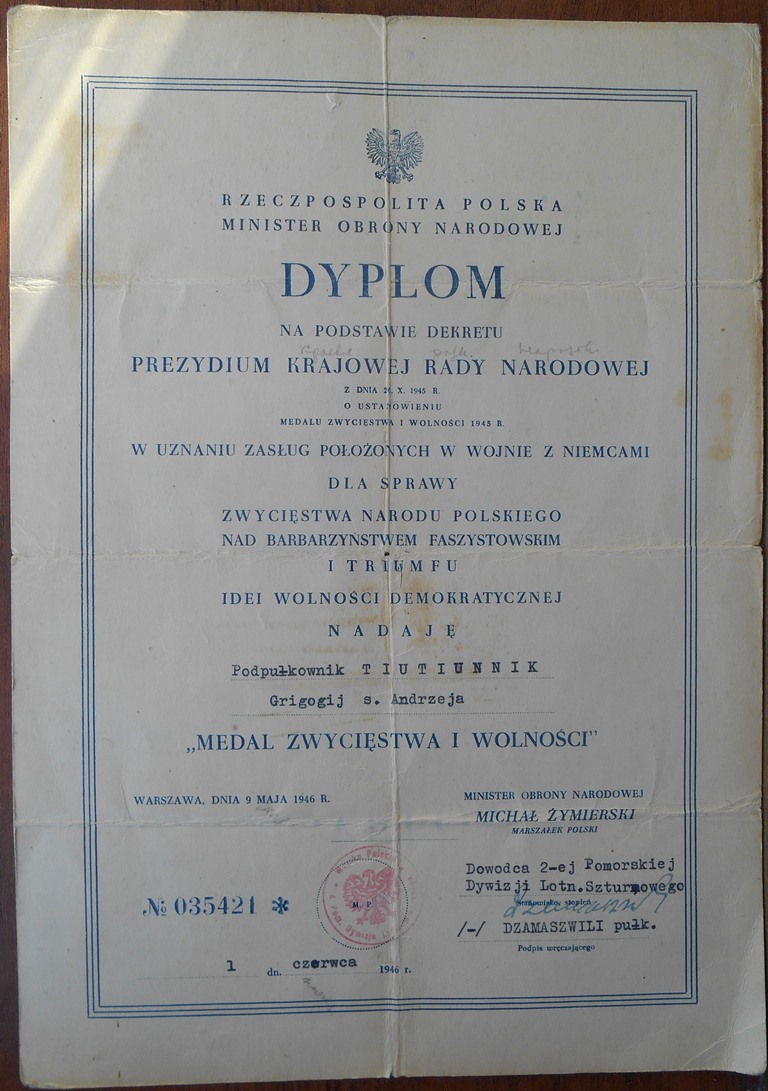 RZECZPOSPOLITA POLSKA
MINISTER OBRONY NARODOWEJ
DYPLOM
NA PODSTAWIE DEKRETU
PREZYDIUM KRAJOWEJ RADY NARODOWEJ
Z DNIA 26. X. 1945 R.
O USTANOWIENIU
MEDALU ZWYCIĘSTWA I WOLNOŚCI 1945 R.
W UZNANIU ZASŁUG POŁOŻONYCH W WOJNIE Z NIEMCAMI
DLA SPRAWY
ZWYCIĘSTWA NARODU POLSKIEGO
NAD BARBARZYŃSTWEM FASZYSTOWSKIM
I TRIUMFU
IDEI WOLNOŚCI DEMOKRATYCZNEJ
NADAJĘ
Podpułkownik TIUTIUNNIK
Grigogij s. Andrzeja
„MEDAL ZWYCIĘSTWA I WOLNOŚCI”
WARSZAWA, DNIA 9 MAJA 1946 R.
MINISTER OBRONY NARODOWEJ
MICHAŁ ŻYMIERSKI
MARSZAŁEK POLSKI
Dowodca 2-ej Pomorskiej
Dywizji Lotn.Szturmowego
Stanowisko, stopień
/-/ DZAMASZWILI pułk.
Podpis wręczającego
№ 035421 *
M. P.
1 dn. czerwca 1946 r.